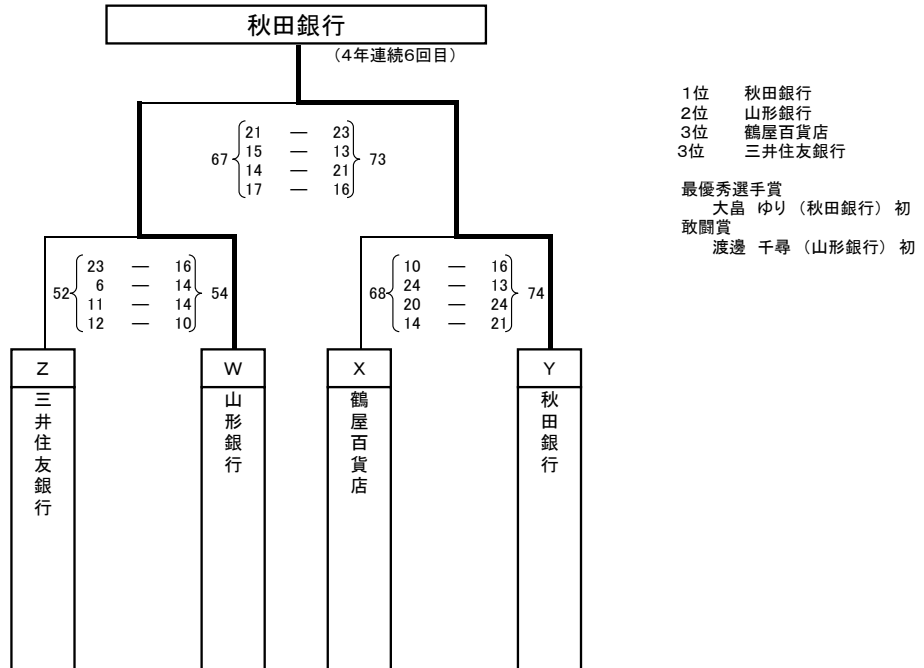 秋田銀行
（4年連続6回目）
1位　秋田銀行
2位　山形銀行
3位　鶴屋百貨店
3位　三井住友銀行
最優秀選手賞
大畠 ゆり （秋田銀行） 初
敢闘賞
渡邊 千尋 （山形銀行） 初
21 ― 23
15 ― 13
67 73
14 ― 21
17 ― 16
23 ― 16
6 ― 14
52 54
11 ― 14
12 ― 10
10 ― 16
24 ― 13
68 74
20 ― 24
14 ― 21
Z
三井住友銀行
W
山形銀行
X
鶴屋百貨店
Y
秋田銀行